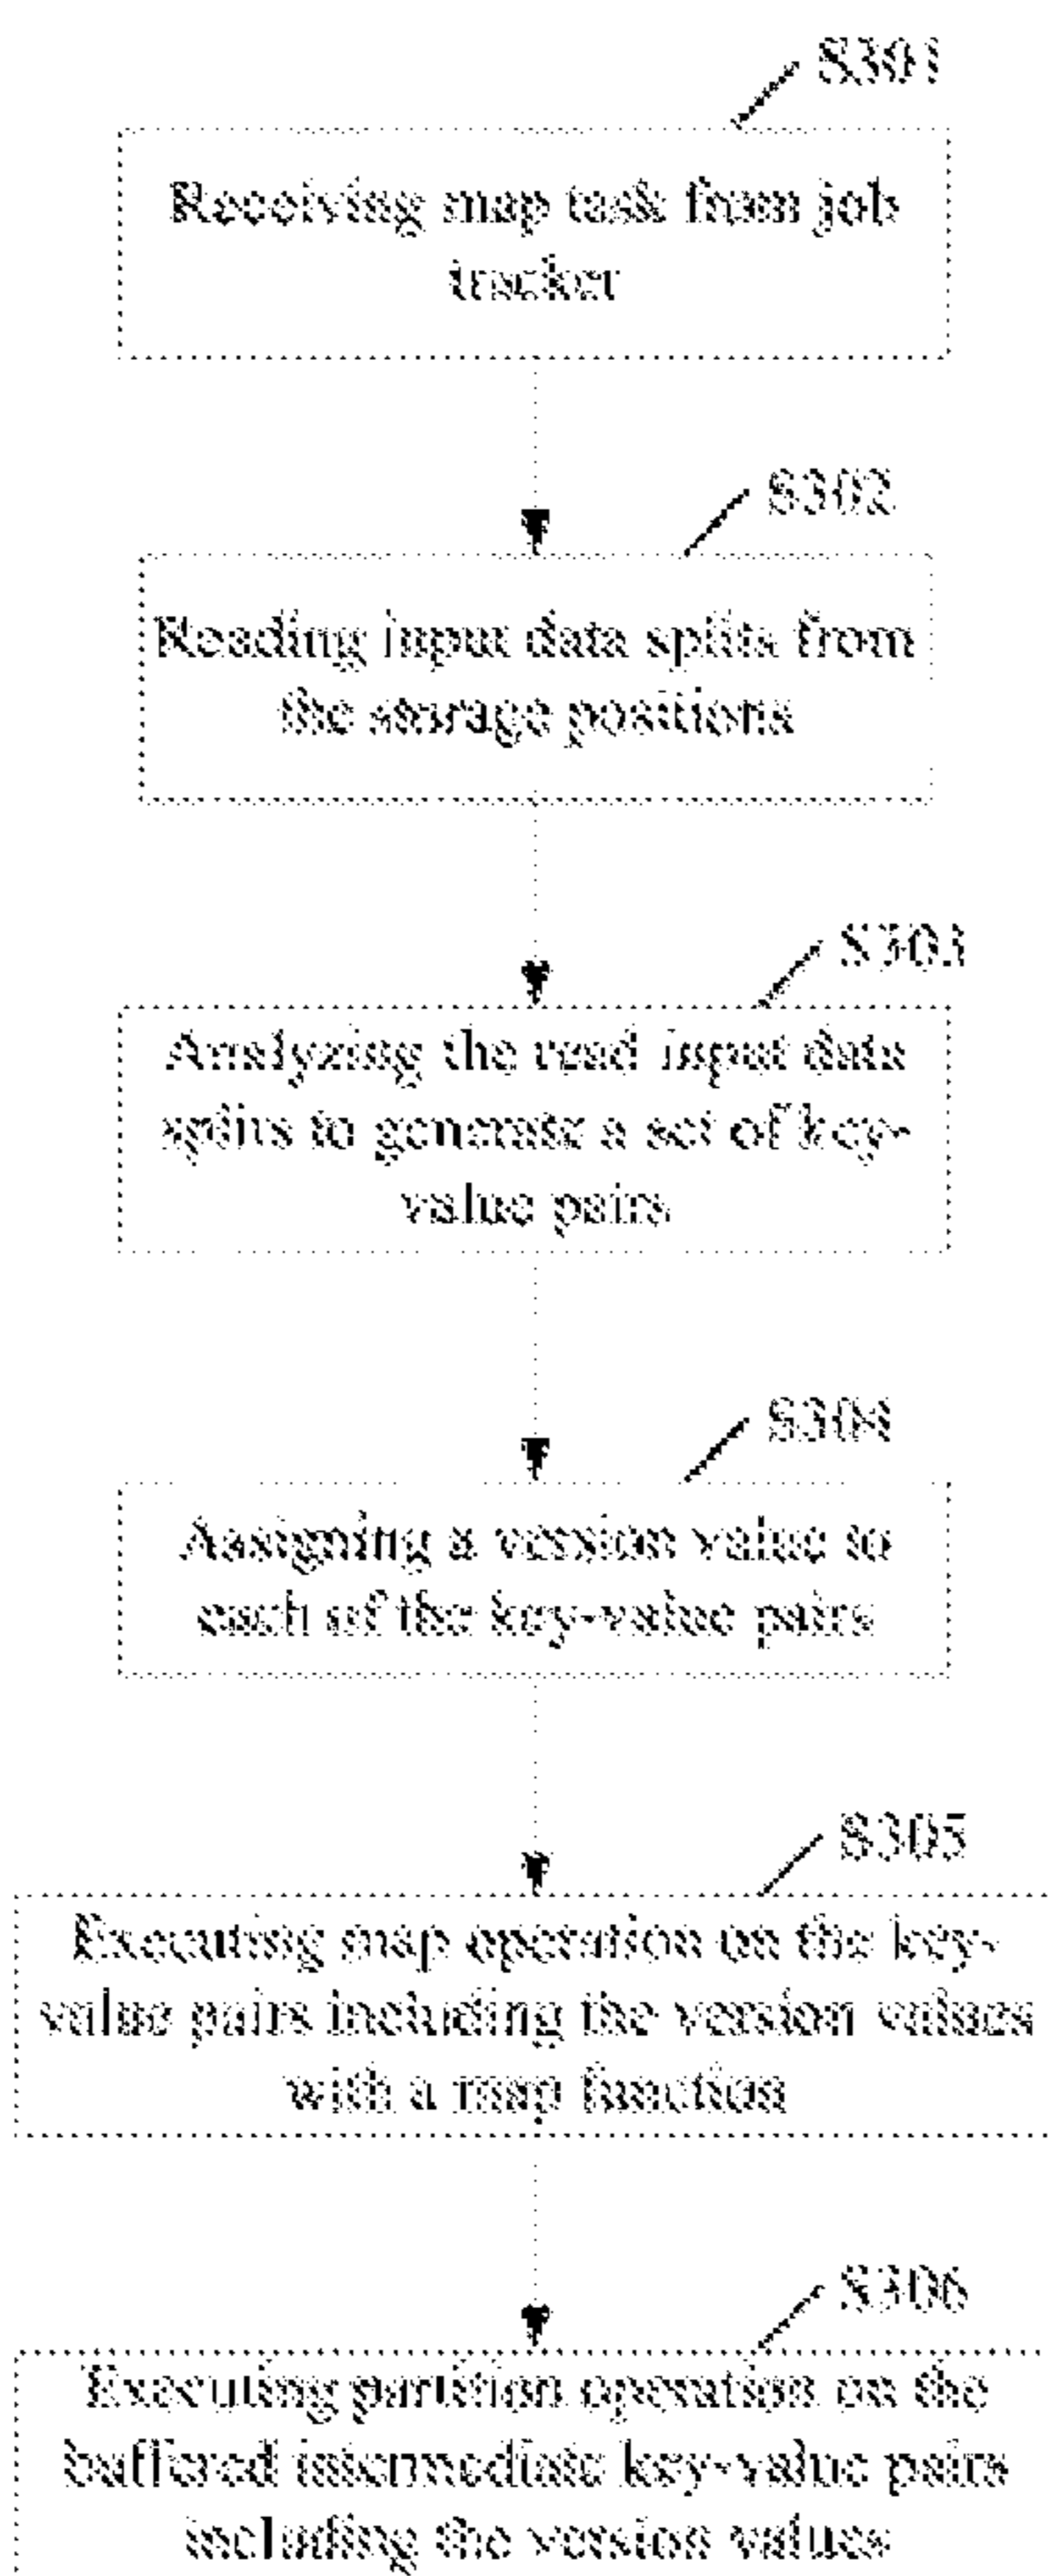 S301
Receiving map task from job
tracker
S302
Reading input data splits from
the storage positions
S303
Analyzing the read input data
splits to generate a set of key-
value pairs
S304
Assigning a version value to
each of the key-value pairs
S305
Executing map operation on the key-
value pairs including the version values
with a map function
S306
Executing partition operation on the
buffered intermediate key-value pairs
including the version values